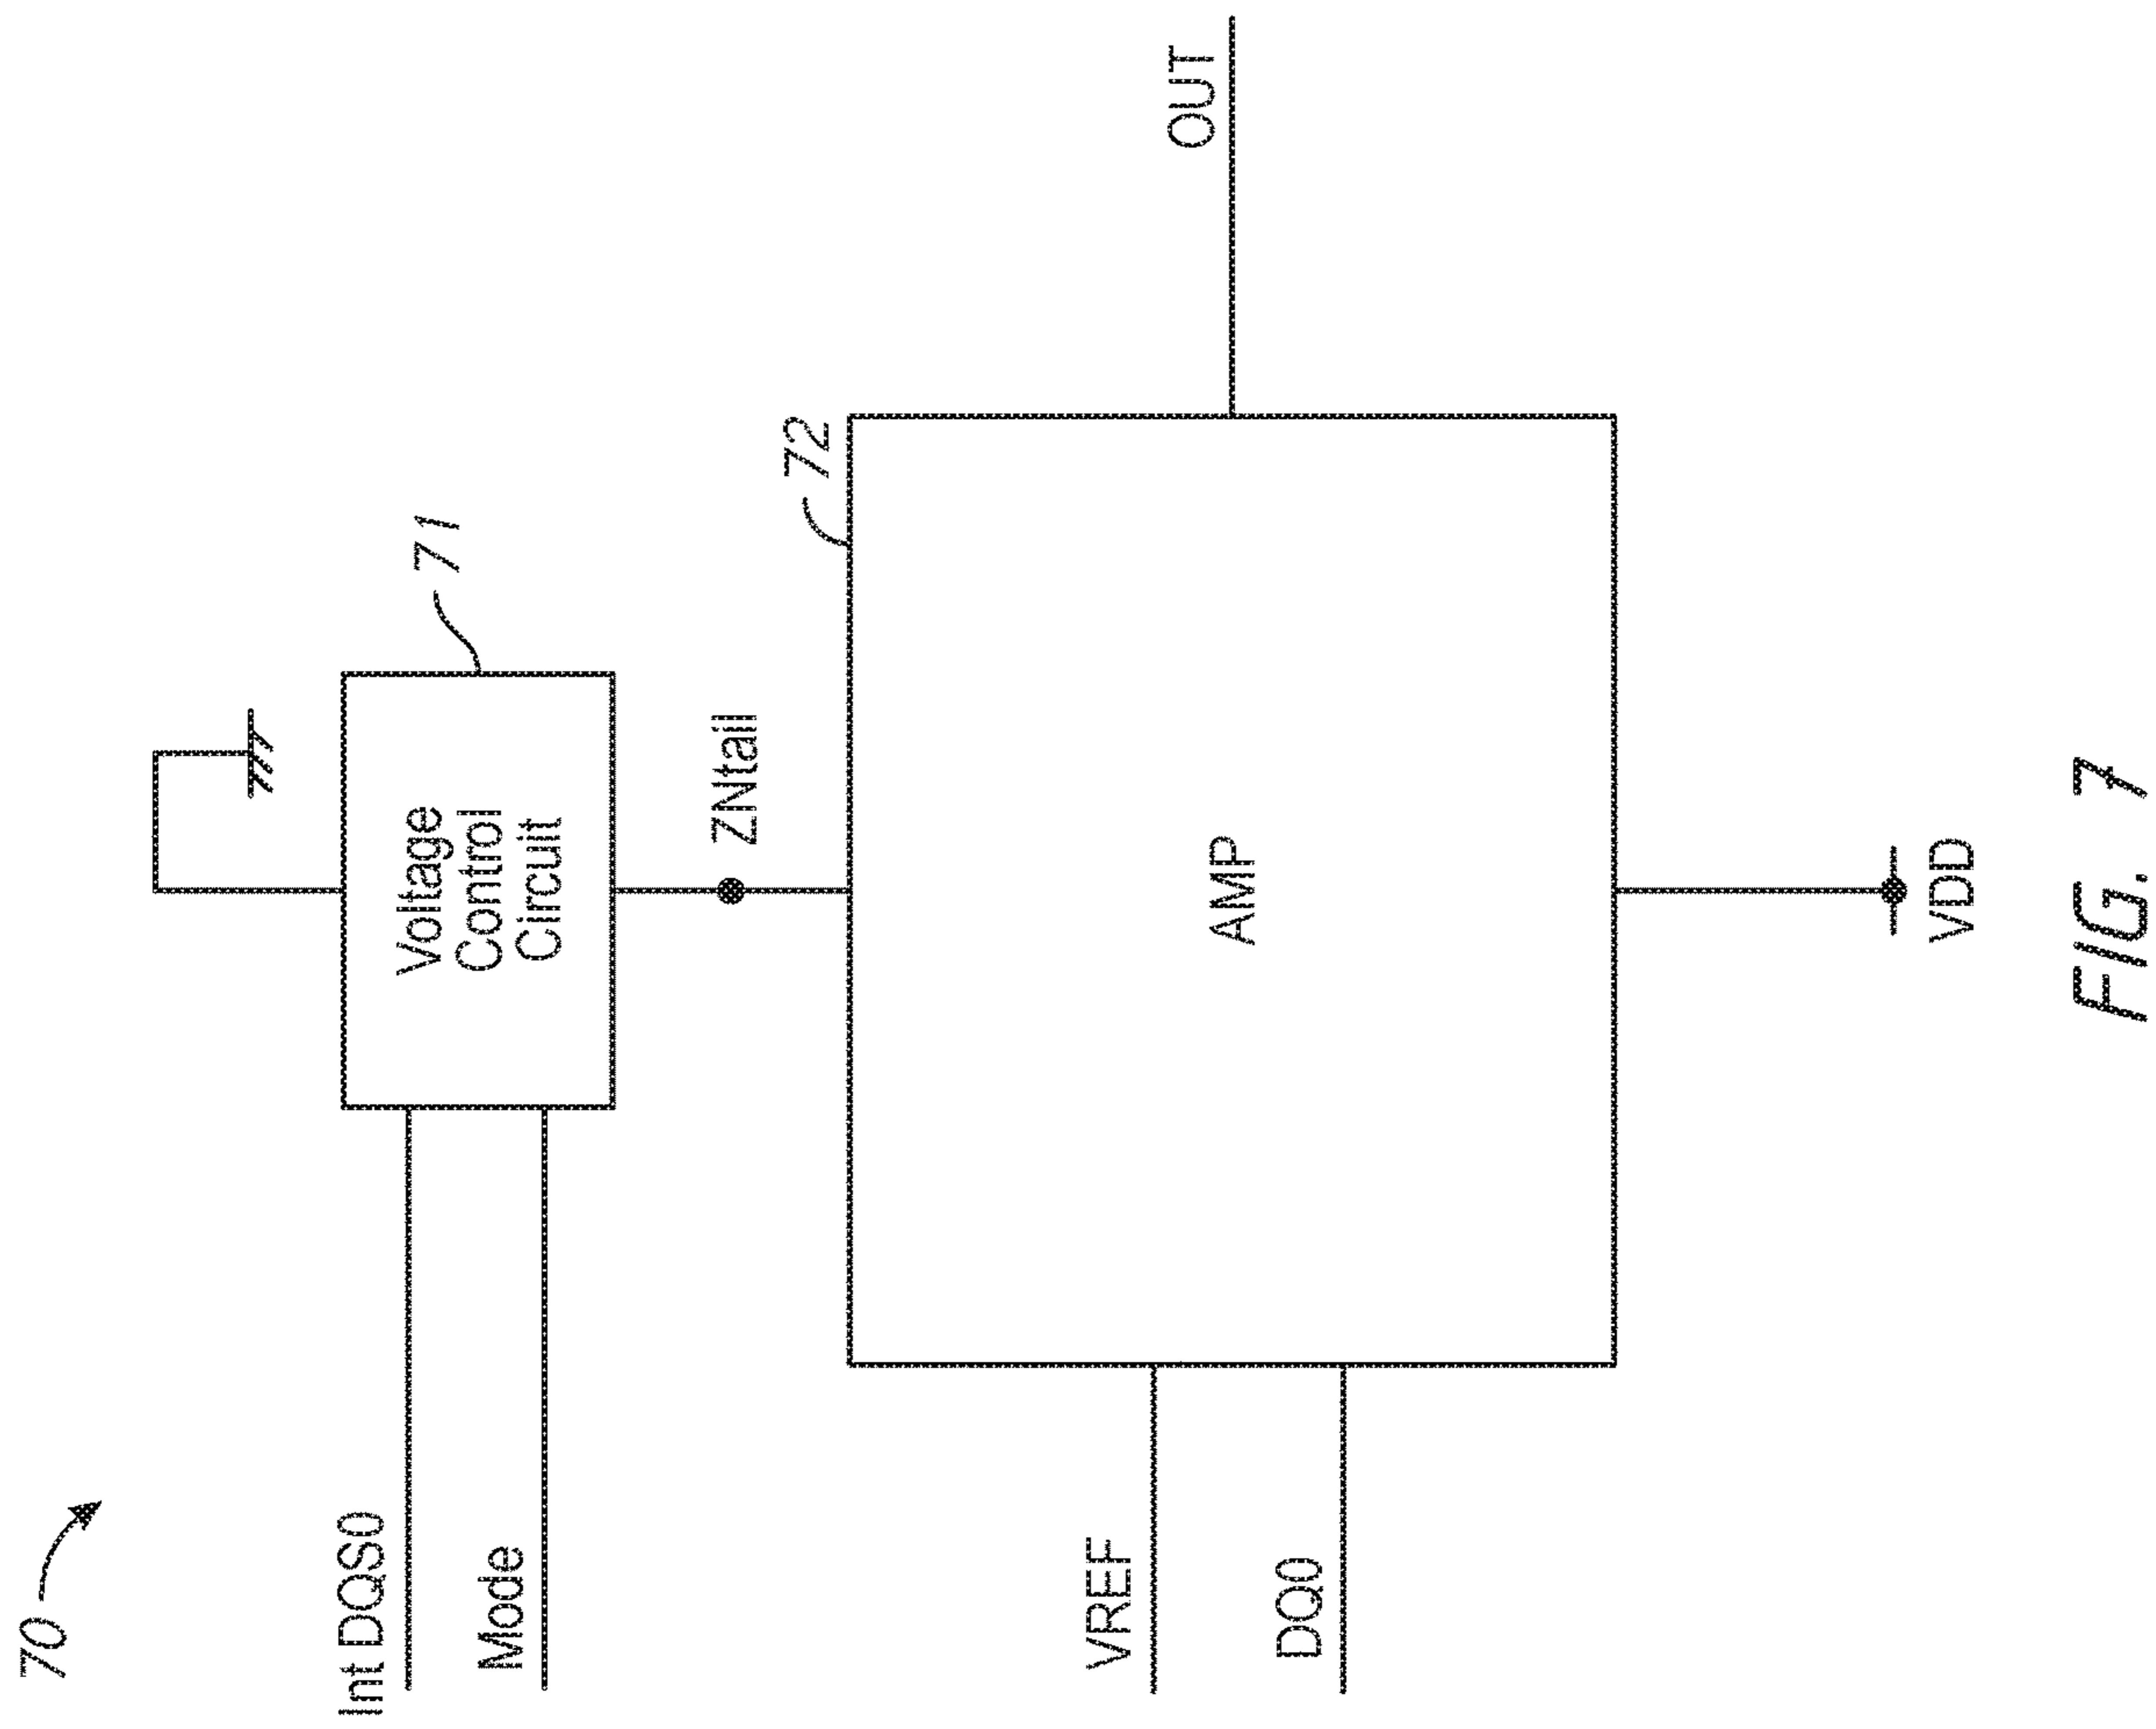 70
Int DQS0
Mode
Voltage
Control
Circuit
71
ZNtail
72
VREF
DQ0
AMP
OUT
VDD
FIG. 7